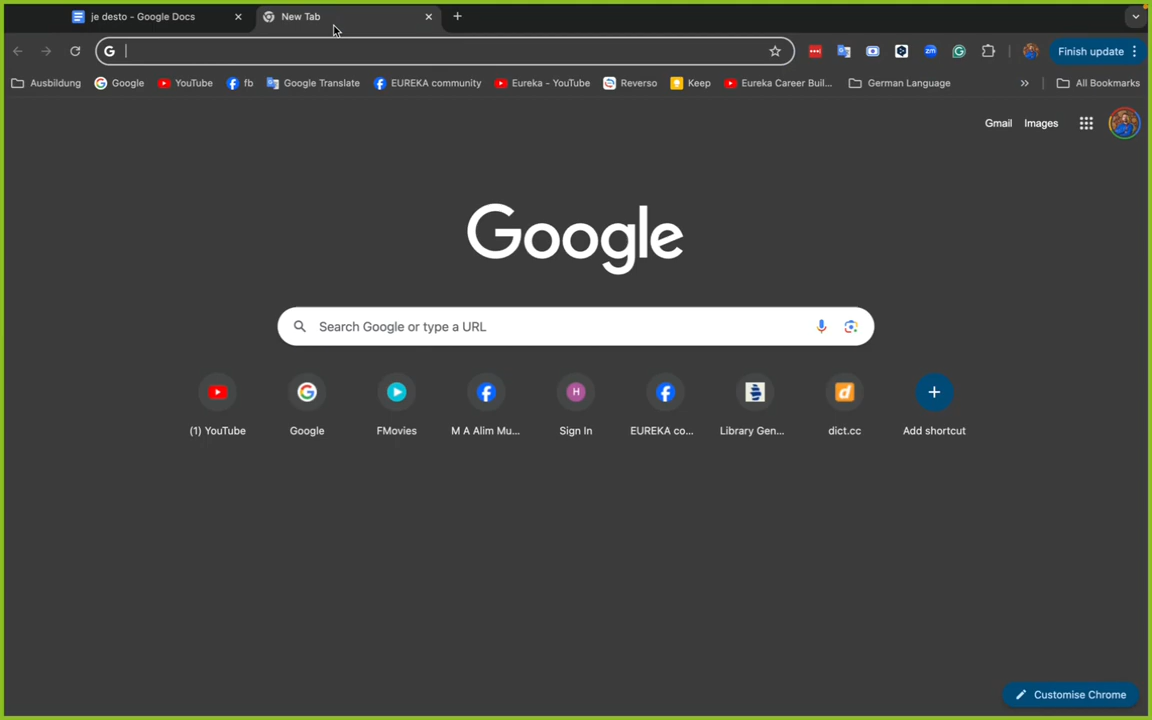 je desto - Google Docs
New Tab
Finish update
Ausbildung
Google
YouTube
fb
Google Translate
EUREKA community
Eureka - YouTube
Reverso
Keep
Eureka Career Buil...
German Language
»
All Bookmarks
Gmail
Images
Google
Search Google or type a URL
(1) YouTube
Google
FMovies
M A Alim Mu...
H
Sign In
EUREKA co...
Library Gen...
d
dict.cc
Add shortcut
Customise Chrome